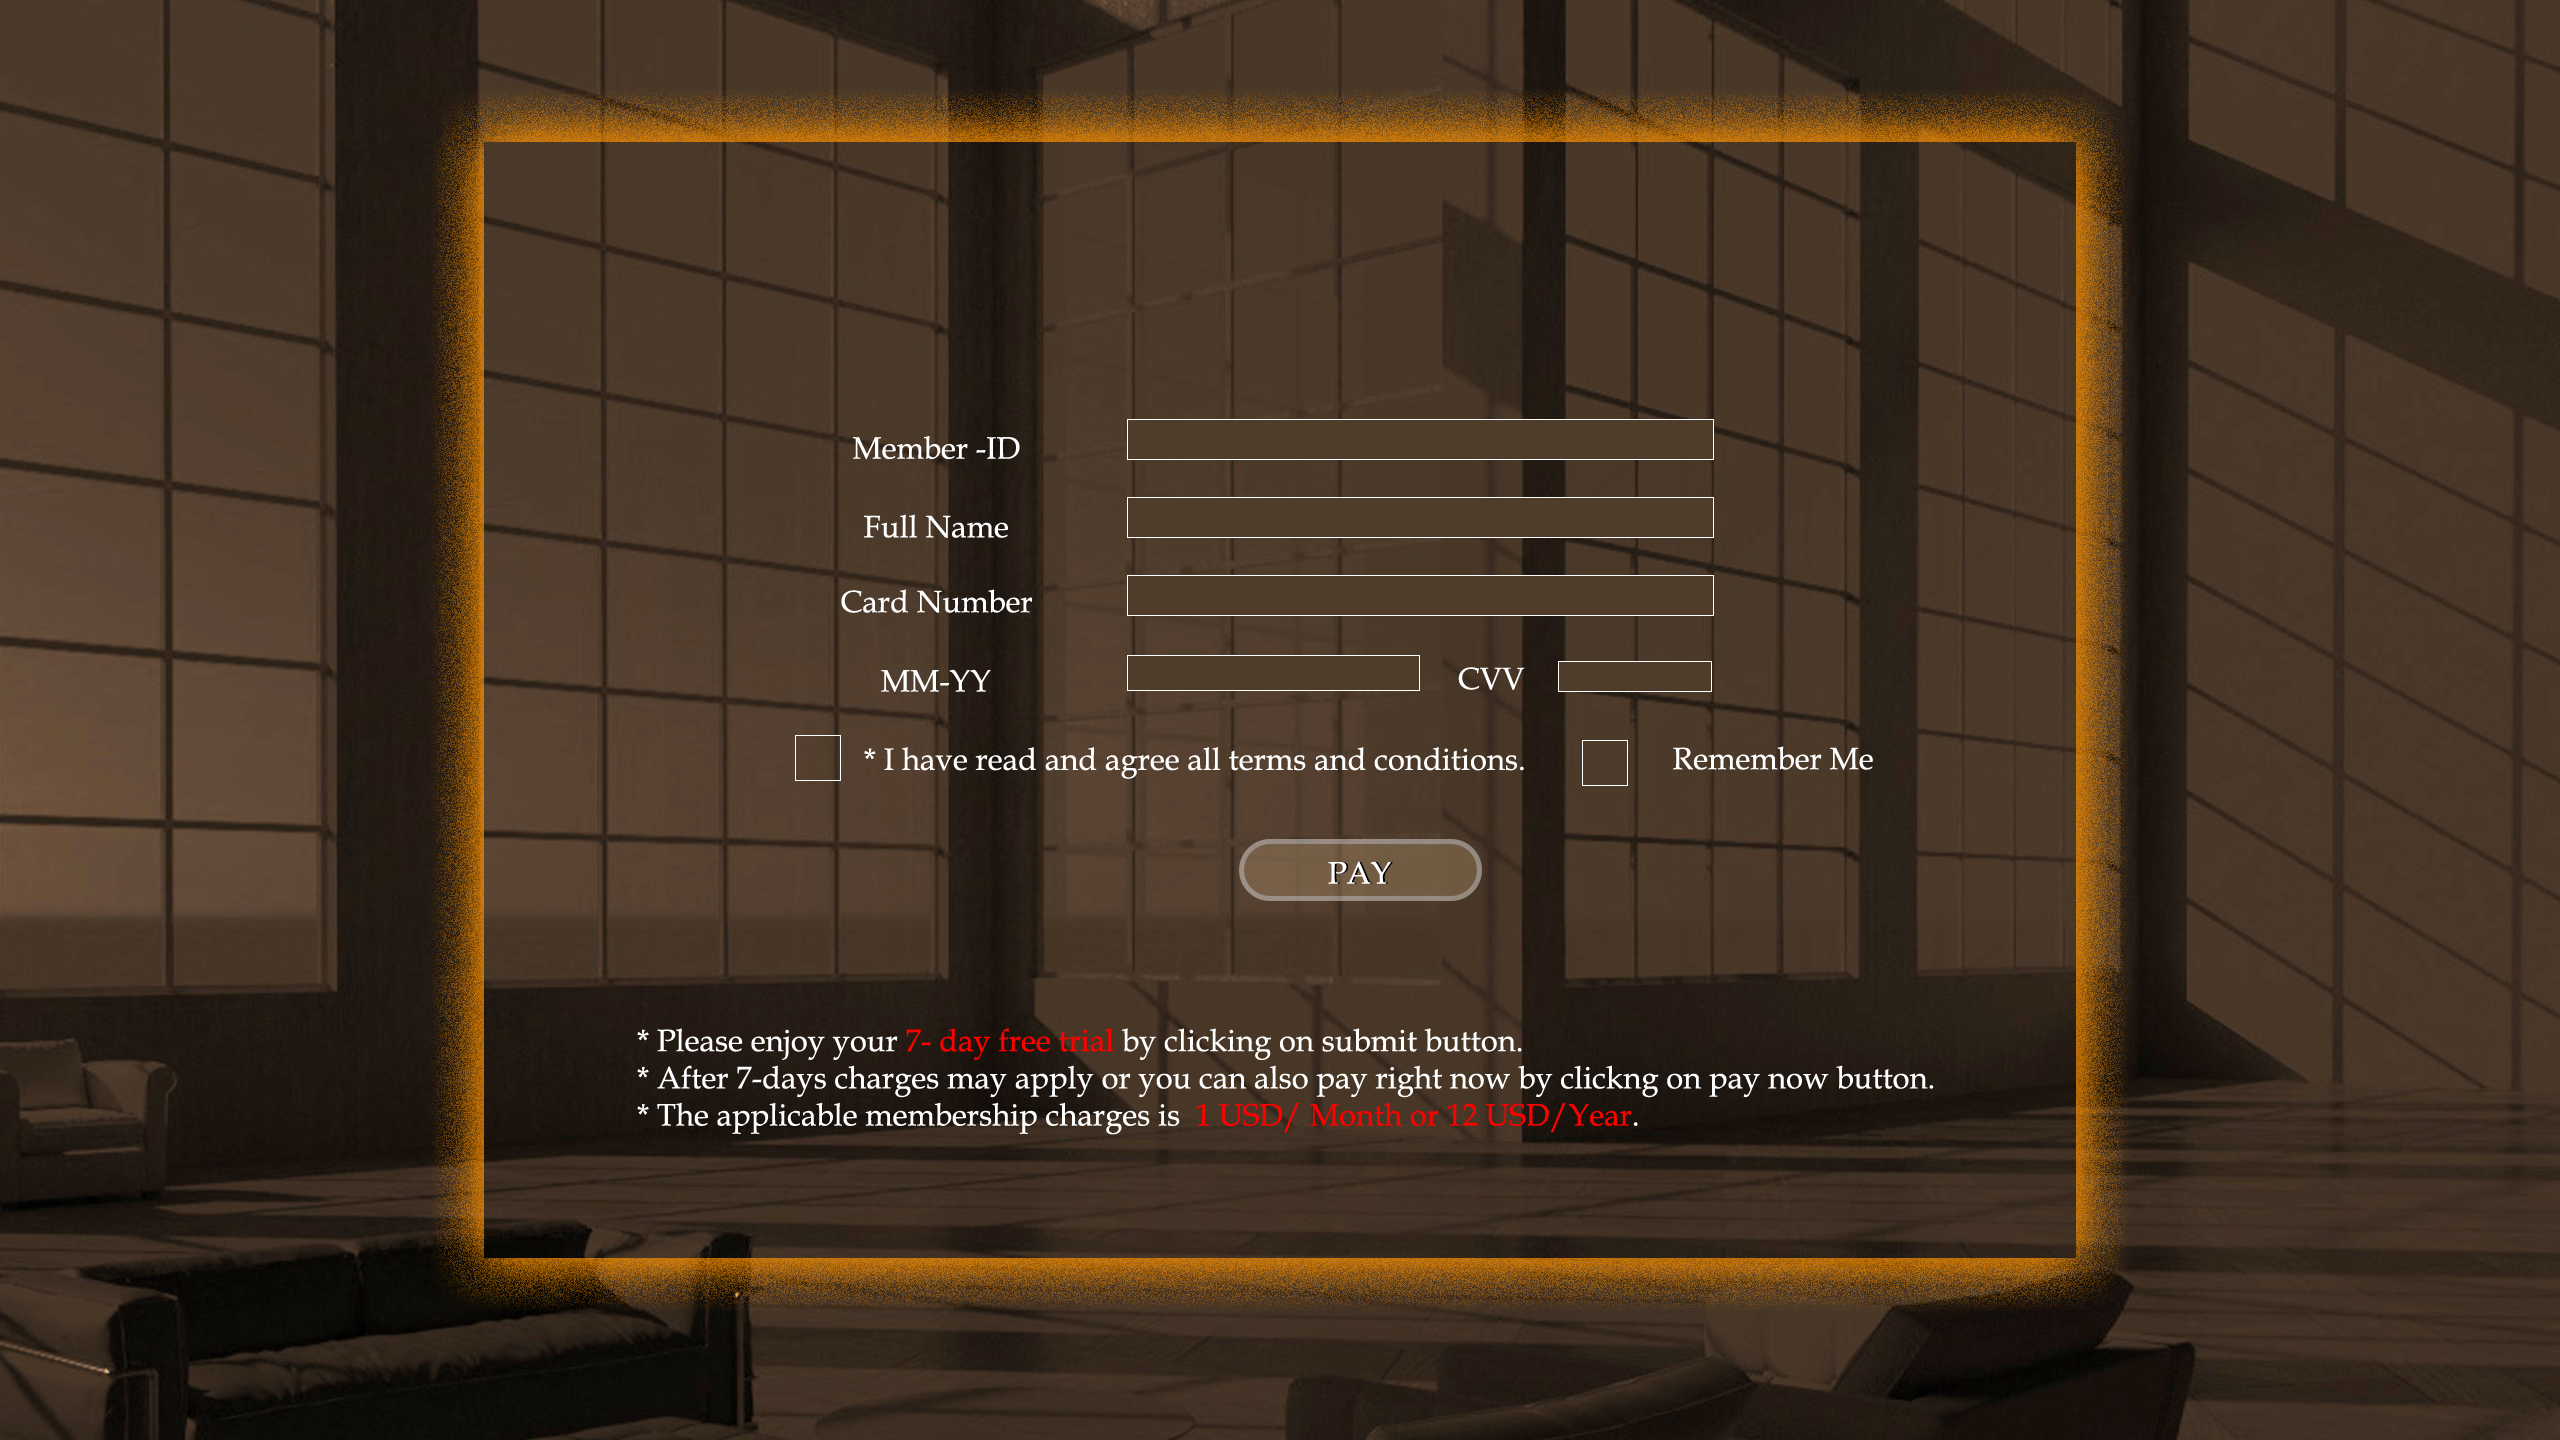 Member -ID
Full Name
Card Number
MM-YY CVV
* I have read and agree all terms and conditions. Remember Me
PAY
* Please enjoy your 7- day free trial by clicking on submit button.
* After 7-days charges may apply or you can also pay right now by clickng on pay now button.
* The applicable membership charges is 1 USD/ Month or 12 USD/Year.